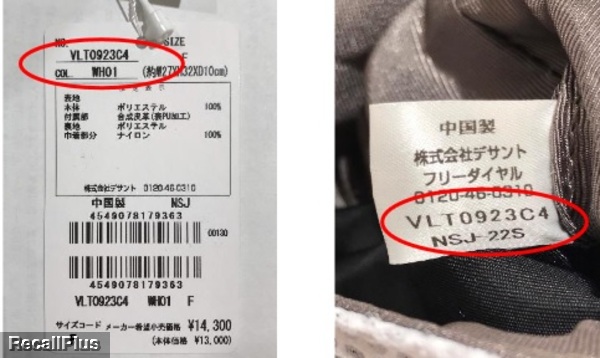 NO. SIZE
VLT0923C4 F
COL. WH01 (約W27XH32XD10cm)
表示
表地
本体 ポリエステル 100%
付属部 合成皮革(表PU加工)
裏地 ポリエステル
巾着部分 ナイロン 100%
株式会社デサント 0120-46-0310
中国製 NSJ
4549078179363
00130
4549078179363
VLT0923C4 WH01 F
サイズコード メーカー希望小売価格 ¥14,300
(本体価格 ¥13,000)
中国製
株式会社デサント
フリーダイヤル
0120-46-0310
VLT0923C4
NSJ-22S
RecallPlus